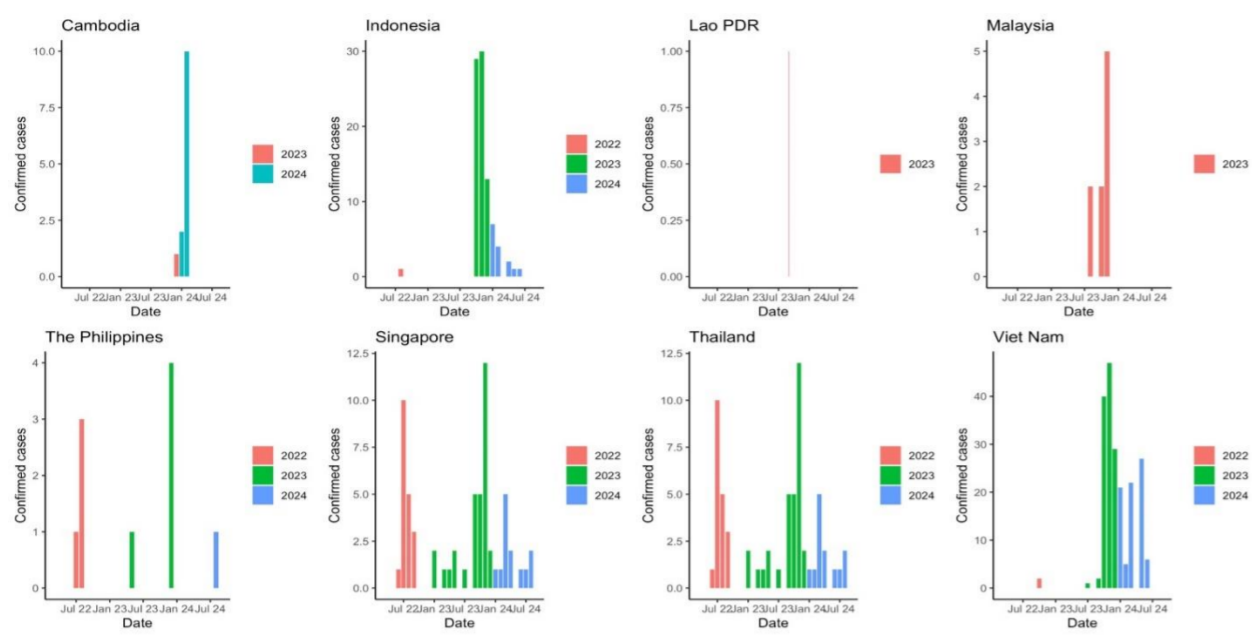 Cambodia
Confirmed cases
10.0
7.5
5.0
2.5
0.0
Jul 22 Jan 23 Jul 23 Jan 24 Jul 24
Date
2023
2024
Indonesia
Confirmed cases
30
20
10
0
Jul 22 Jan 23 Jul 23 Jan 24 Jul 24
Date
2022
2023
2024
Lao PDR
Confirmed cases
1.00
0.75
0.50
0.25
0.00
Jul 22 Jan 23 Jul 23 Jan 24 Jul 24
Date
2023
Malaysia
Confirmed cases
5
4
3
2
1
0
Jul 22 Jan 23 Jul 23 Jan 24 Jul 24
Date
2023
The Philippines
Confirmed cases
4
3
2
1
0
Jul 22 Jan 23 Jul 23 Jan 24 Jul 24
Date
2022
2023
2024
Singapore
Confirmed cases
12.5
10.0
7.5
5.0
2.5
0.0
Jul 22 Jan 23 Jul 23 Jan 24 Jul 24
Date
2022
2023
2024
Thailand
Confirmed cases
12.5
10.0
7.5
5.0
2.5
0.0
Jul 22 Jan 23 Jul 23 Jan 24 Jul 24
Date
2022
2023
2024
Viet Nam
Confirmed cases
40
30
20
10
0
Jul 22 Jan 23 Jul 23 Jan 24 Jul 24
Date
2022
2023
2024